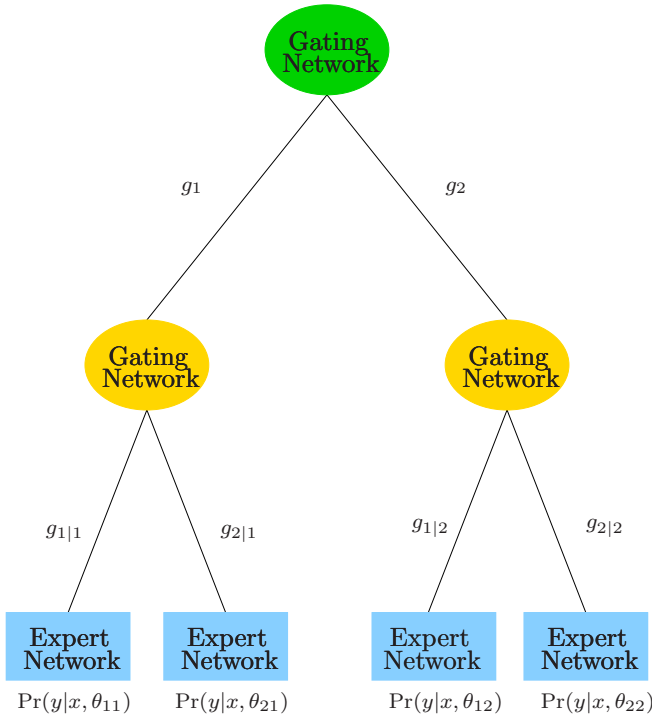 Gating
Network
g1 g2
Gating Gating
Network Network
g1|1 g2|1 g1|2 g2|2
Expert Expert Expert Expert
Network Network Network Network
Pr(y|x, θ11) Pr(y|x, θ21) Pr(y|x, θ12) Pr(y|x, θ22)